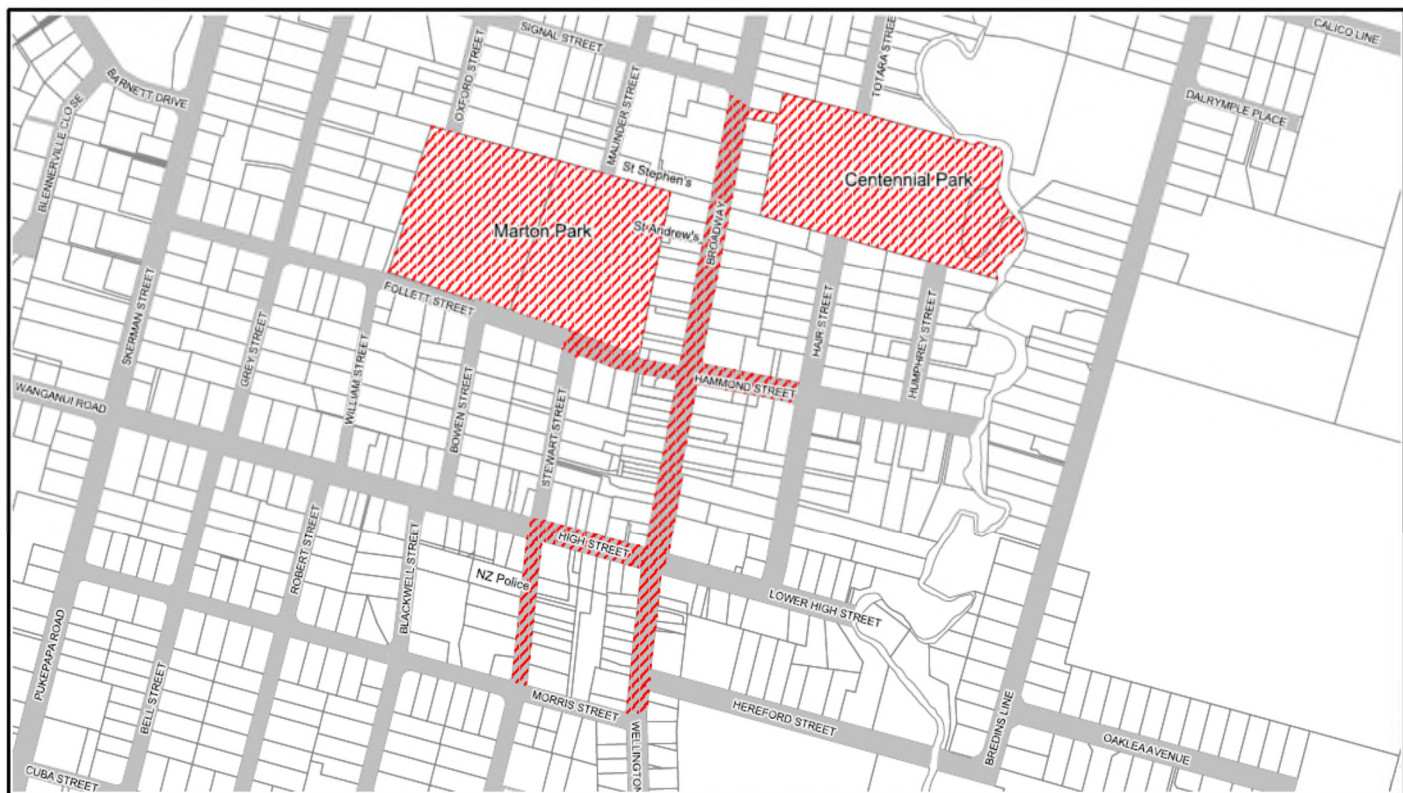 SIGNAL STREET
CALICO LINE
TOTARA STREET
OXFORD STREET
BARNETT DRIVE
DALRYMPLE PLACE
BLENNERVILLE CLOSE
MAUNDER STREET
St Stephen's
Centennial Park
Marton Park
St Andrew's
BROADWAY
FOLLETT STREET
SKERMAN STREET
GREY STREET
HAIR STREET
HUMPHREY STREET
WILLIAM STREET
HAMMOND STREET
WANGANUI ROAD
BOWEN STREET
STEWART STREET
HIGH STREET
ROBERT STREET
NZ Police
BLACKWELL STREET
LOWER HIGH STREET
PUKEPAPA ROAD
BELL STREET
MORRIS STREET
HEREFORD STREET
BREDINS LINE
WELLINGTON
OAKLEA AVENUE
CUBA STREET